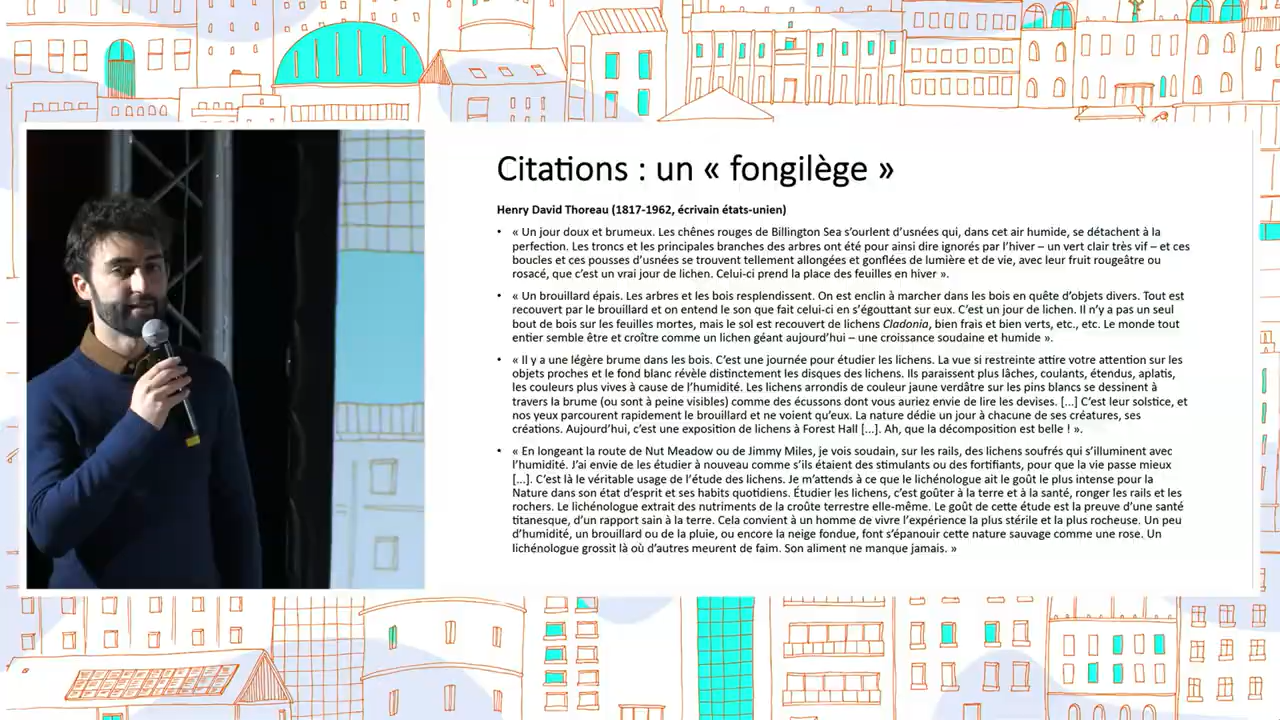 Citations : un « fongilège »
Henry David Thoreau (1817-1962, écrivain états-unien)
• « Un jour doux et brumeux. Les chênes rouges de Billington Sea s’ourlent d’usnées qui, dans cet air humide, se détachent à la
perfection. Les troncs et les principales branches des arbres ont été pour ainsi dire ignorés par l’hiver – un vert clair très vif – et ces
boucles et ces pousses d’usnées se trouvent tellement allongées et gonflées de lumière et de vie, avec leur fruit rougeâtre ou
rosacé, que c’est un vrai jour de lichen. Celui-ci prend la place des feuilles en hiver ».
• « Un brouillard épais. Les arbres et les bois resplendissent. On est enclin à marcher dans les bois en quête d’objets divers. Tout est
recouvert par le brouillard et on entend le son que fait celui-ci en s’égouttant sur eux. C’est un jour de lichen. Il n’y a pas un seul
bout de bois sur les feuilles mortes, mais le sol est recouvert de lichens Cladonia, bien frais et bien verts, etc., etc. Le monde tout
entier semble être et croître comme un lichen géant aujourd’hui – une croissance soudaine et humide ».
• « Il y a une légère brume dans les bois. C’est une journée pour étudier les lichens. La vue si restreinte attire votre attention sur les
objets proches et le fond blanc révèle distinctement les disques des lichens. Ils paraissent plus lâches, coulants, étendus, aplatis,
les couleurs plus vives à cause de l’humidité. Les lichens arrondis de couleur jaune verdâtre sur les pins blancs se dessinent à
travers la brume (ou sont à peine visibles) comme des écussons dont vous auriez envie de lire les devises. [...] C’est leur solstice, et
nos yeux parcourent rapidement le brouillard et ne voient qu’eux. La nature dédie un jour à chacune de ses créatures, ses
créations. Aujourd’hui, c’est une exposition de lichens à Forest Hall [...]. Ah, que la décomposition est belle ! ».
• « En longeant la route de Nut Meadow ou de Jimmy Miles, je vois soudain, sur les rails, des lichens soufrés qui s’illuminent avec
l’humidité. J’ai envie de les étudier à nouveau comme s’ils étaient des stimulants ou des fortifiants, pour que la vie passe mieux
[...]. C’est là le véritable usage de l’étude des lichens. Je m’attends à ce que le lichénologue ait le goût le plus intense pour la
Nature dans son état d’esprit et ses habits quotidiens. Étudier les lichens, c’est goûter à la terre et à la santé, ronger les rails et les
rochers. Le lichénologue extrait des nutriments de la croûte terrestre elle-même. Le goût de cette étude est la preuve d’une santé
titanesque, d’un rapport sain à la terre. Cela convient à un homme de vivre l’expérience la plus stérile et la plus rocheuse. Un peu
d’humidité, un brouillard ou de la pluie, ou encore la neige fondue, font s’épanouir cette nature sauvage comme une rose. Un
lichénologue grossit là où d’autres meurent de faim. Son aliment ne manque jamais. »